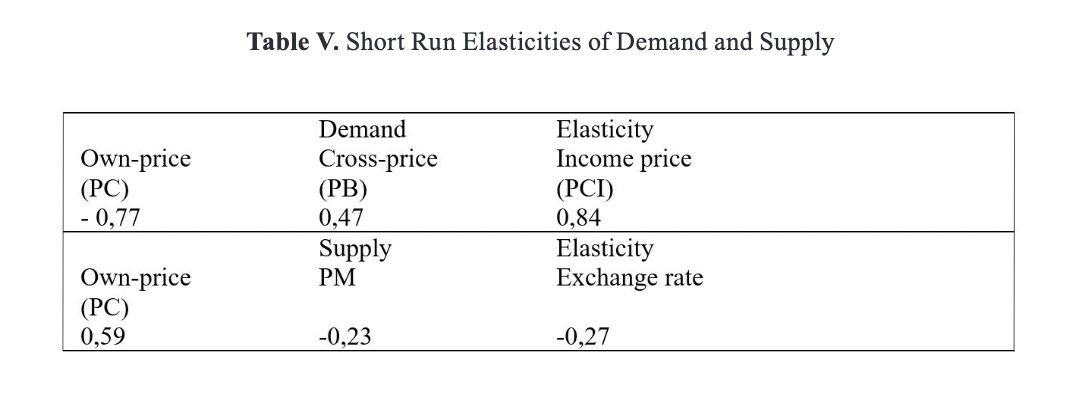 Table V. Short Run Elasticities of Demand and Supply
Demand Elasticity
Own-price Cross-price Income price
(PC) (PB) (PCI)
- 0,77 0,47 0,84
Supply Elasticity
Own-price PM Exchange rate
(PC)
0,59 -0,23 -0,27